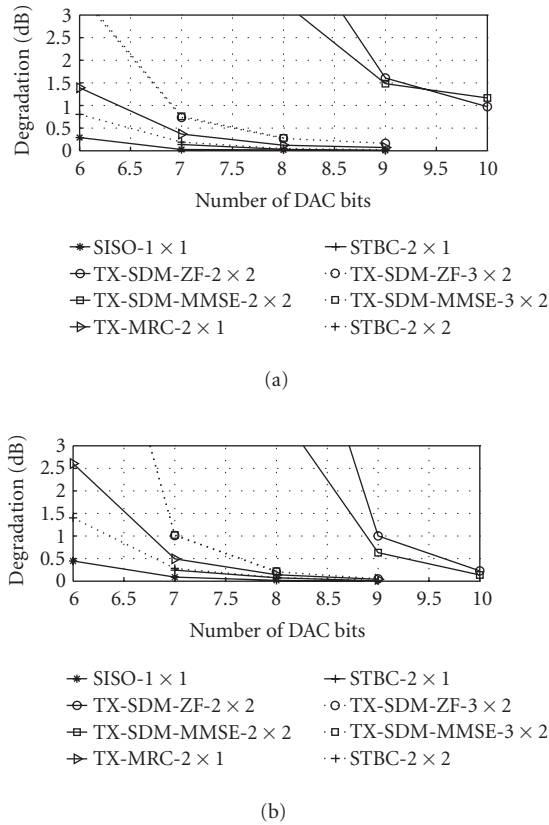 3
2.5
2
1.5
1
0.5
0
Degradation (dB)
6 6.5 7 7.5 8 8.5 9 9.5 10
Number of DAC bits
SISO-1 × 1 STBC-2 × 1
TX-SDM-ZF-2 × 2 TX-SDM-ZF-3 × 2
TX-SDM-MMSE-2 × 2 TX-SDM-MMSE-3 × 2
TX-MRC-2 × 1 STBC-2 × 2
(a)
3
2.5
2
1.5
1
0.5
0
Degradation (dB)
6 6.5 7 7.5 8 8.5 9 9.5 10
Number of DAC bits
SISO-1 × 1 STBC-2 × 1
TX-SDM-ZF-2 × 2 TX-SDM-ZF-3 × 2
TX-SDM-MMSE-2 × 2 TX-SDM-MMSE-3 × 2
TX-MRC-2 × 1 STBC-2 × 2
(b)